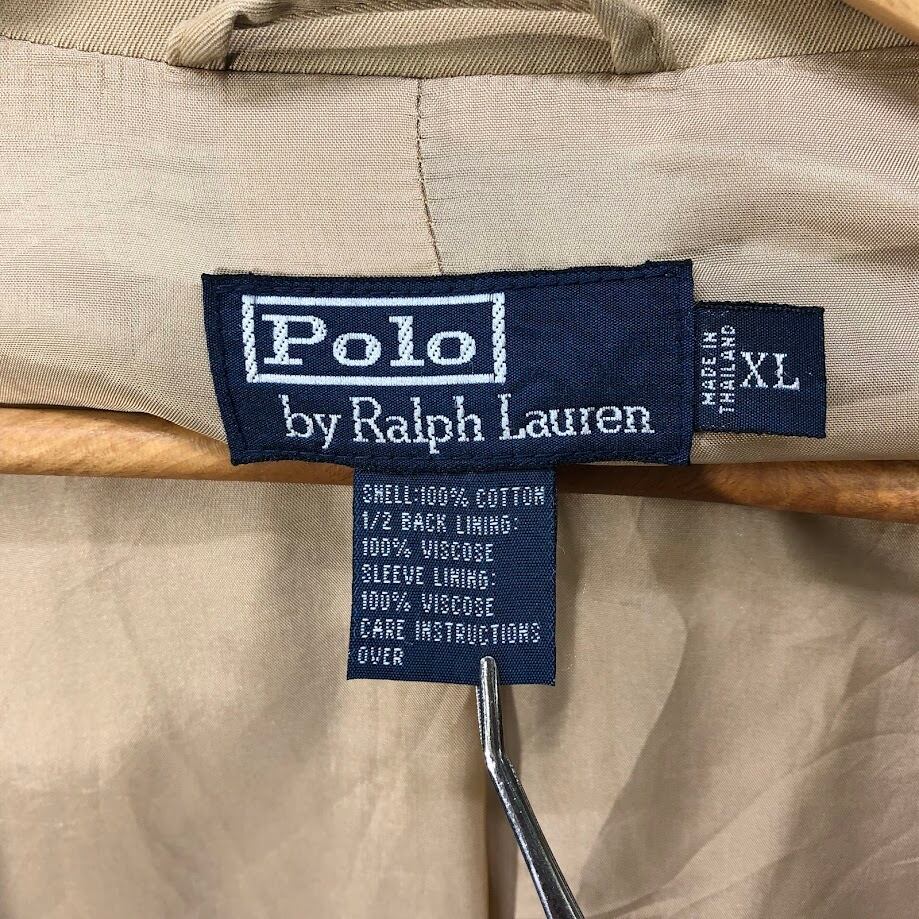 Polo
by Ralph Lauren
MADE IN
THAILAND
XL
SHELL:100% COTTON
1/2 BACK LINING:
100% VISCOSE
SLEEVE LINING:
100% VISCOSE
CARE INSTRUCTIONS
OVER